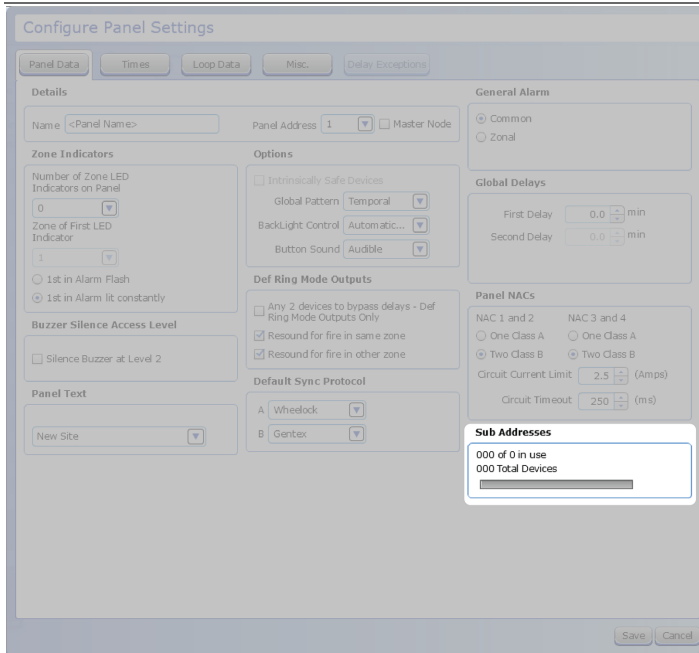 Configure Panel Settings
Panel Data
Times
Loop Data
Misc.
Delay Exceptions
Details
Name <Panel Name>
Panel Address 1
Master Node
Zone Indicators
Number of Zone LED
Indicators on Panel
0
Zone of First LED
Indicator
1
1st in Alarm Flash
1st in Alarm lit constantly
Buzzer Silence Access Level
Silence Buzzer at Level 2
Panel Text
New Site
Options
Intrinsically Safe Devices
Global Pattern Temporal
BackLight Control Automatic...
Button Sound Audible
Def Ring Mode Outputs
Any 2 devices to bypass delays - Def
Ring Mode Outputs Only
Resound for fire in same zone
Resound for fire in other zone
Default Sync Protocol
A Wheelock
B Gentex
General Alarm
Common
Zonal
Global Delays
First Delay 0.0 min
Second Delay 0.0 min
Panel NACs
NAC 1 and 2 NAC 3 and 4
One Class A One Class A
Two Class B Two Class B
Circuit Current Limit 2.5 (Amps)
Circuit Timeout 250 (ms)
Sub Addresses
000 of 0 in use
000 Total Devices
Save Cancel